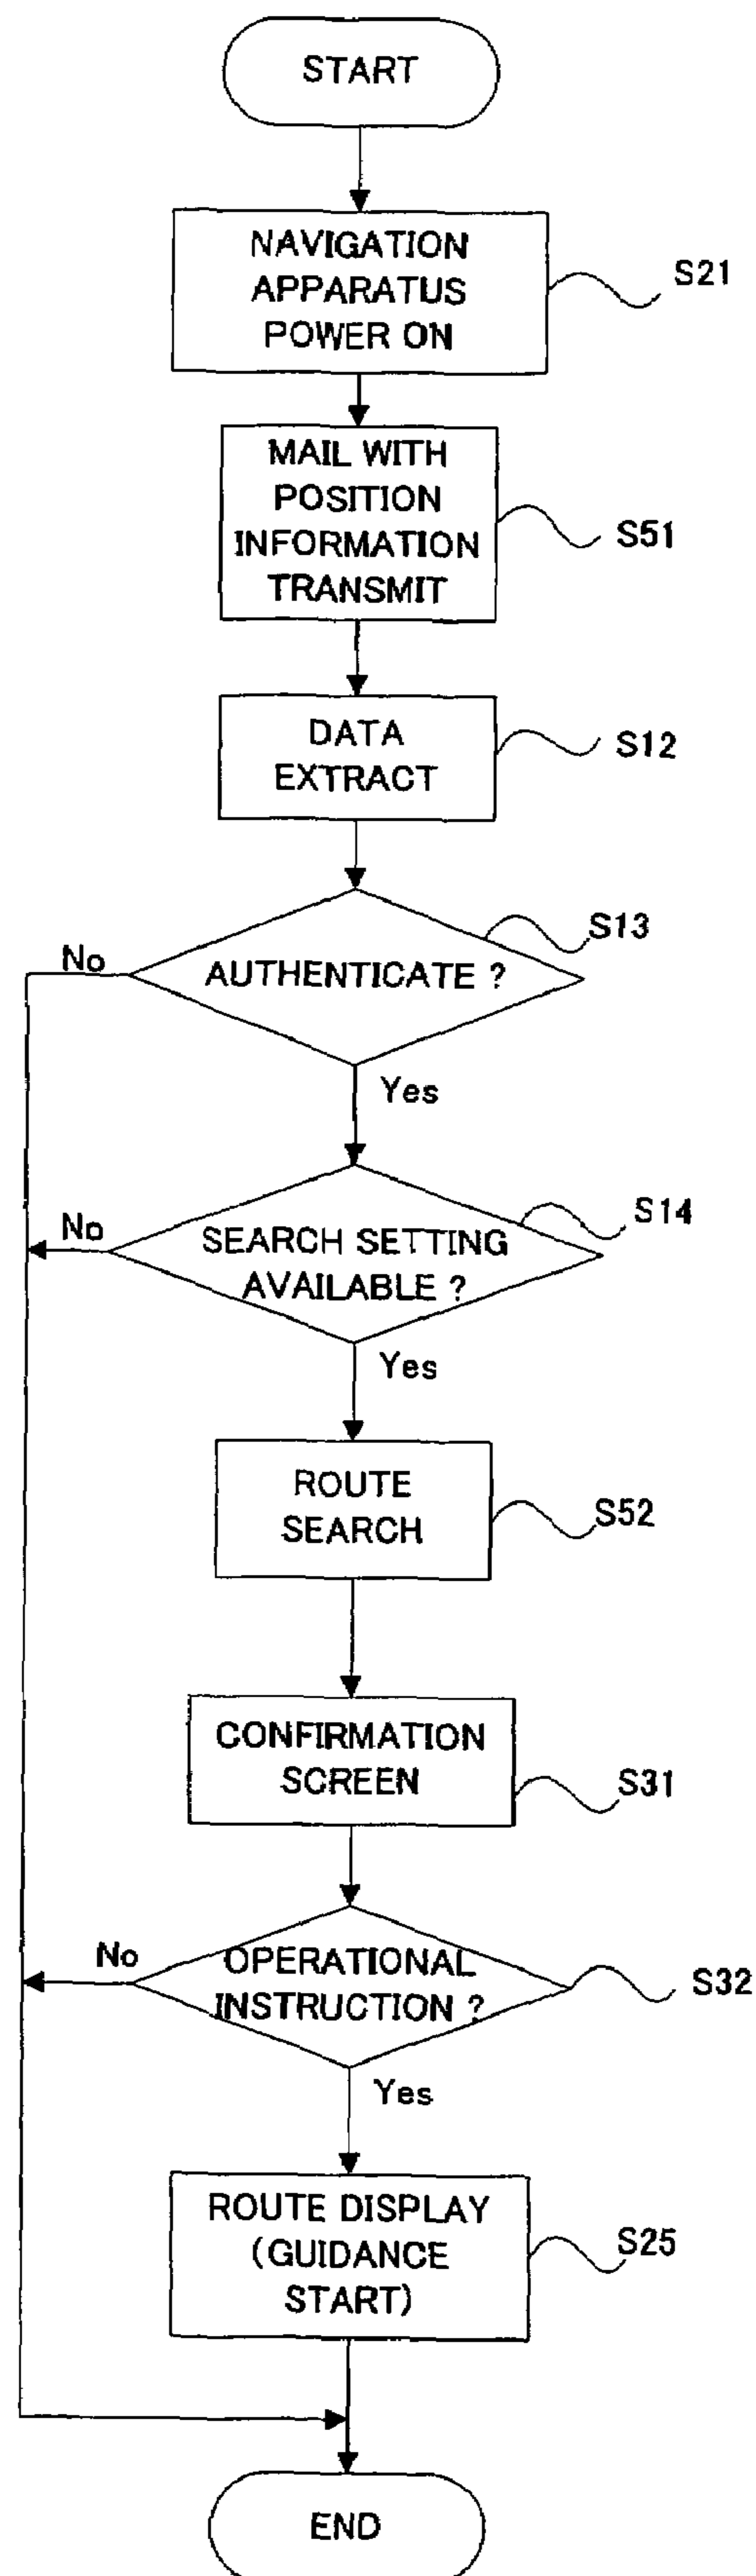 START
NAVIGATION
APPARATUS
POWER ON
S21
MAIL WITH
POSITION
INFORMATION
TRANSMIT
S51
DATA
EXTRACT
S12
S13
No
AUTHENTICATE ?
Yes
S14
No
SEARCH SETTING
AVAILABLE ?
Yes
ROUTE
SEARCH
S52
CONFIRMATION
SCREEN
S31
No
OPERATIONAL
INSTRUCTION ?
S32
Yes
ROUTE DISPLAY
(GUIDANCE
START)
S25
END